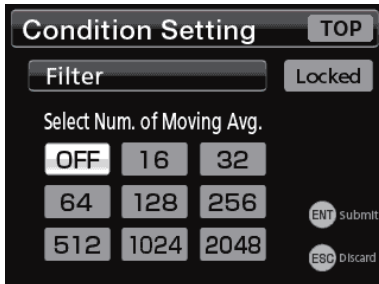 Condition Setting TOP
Filter Locked
Select Num. of Moving Avg.
OFF 16 32
64 128 256
ENT Submit
512 1024 2048
ESC Discard